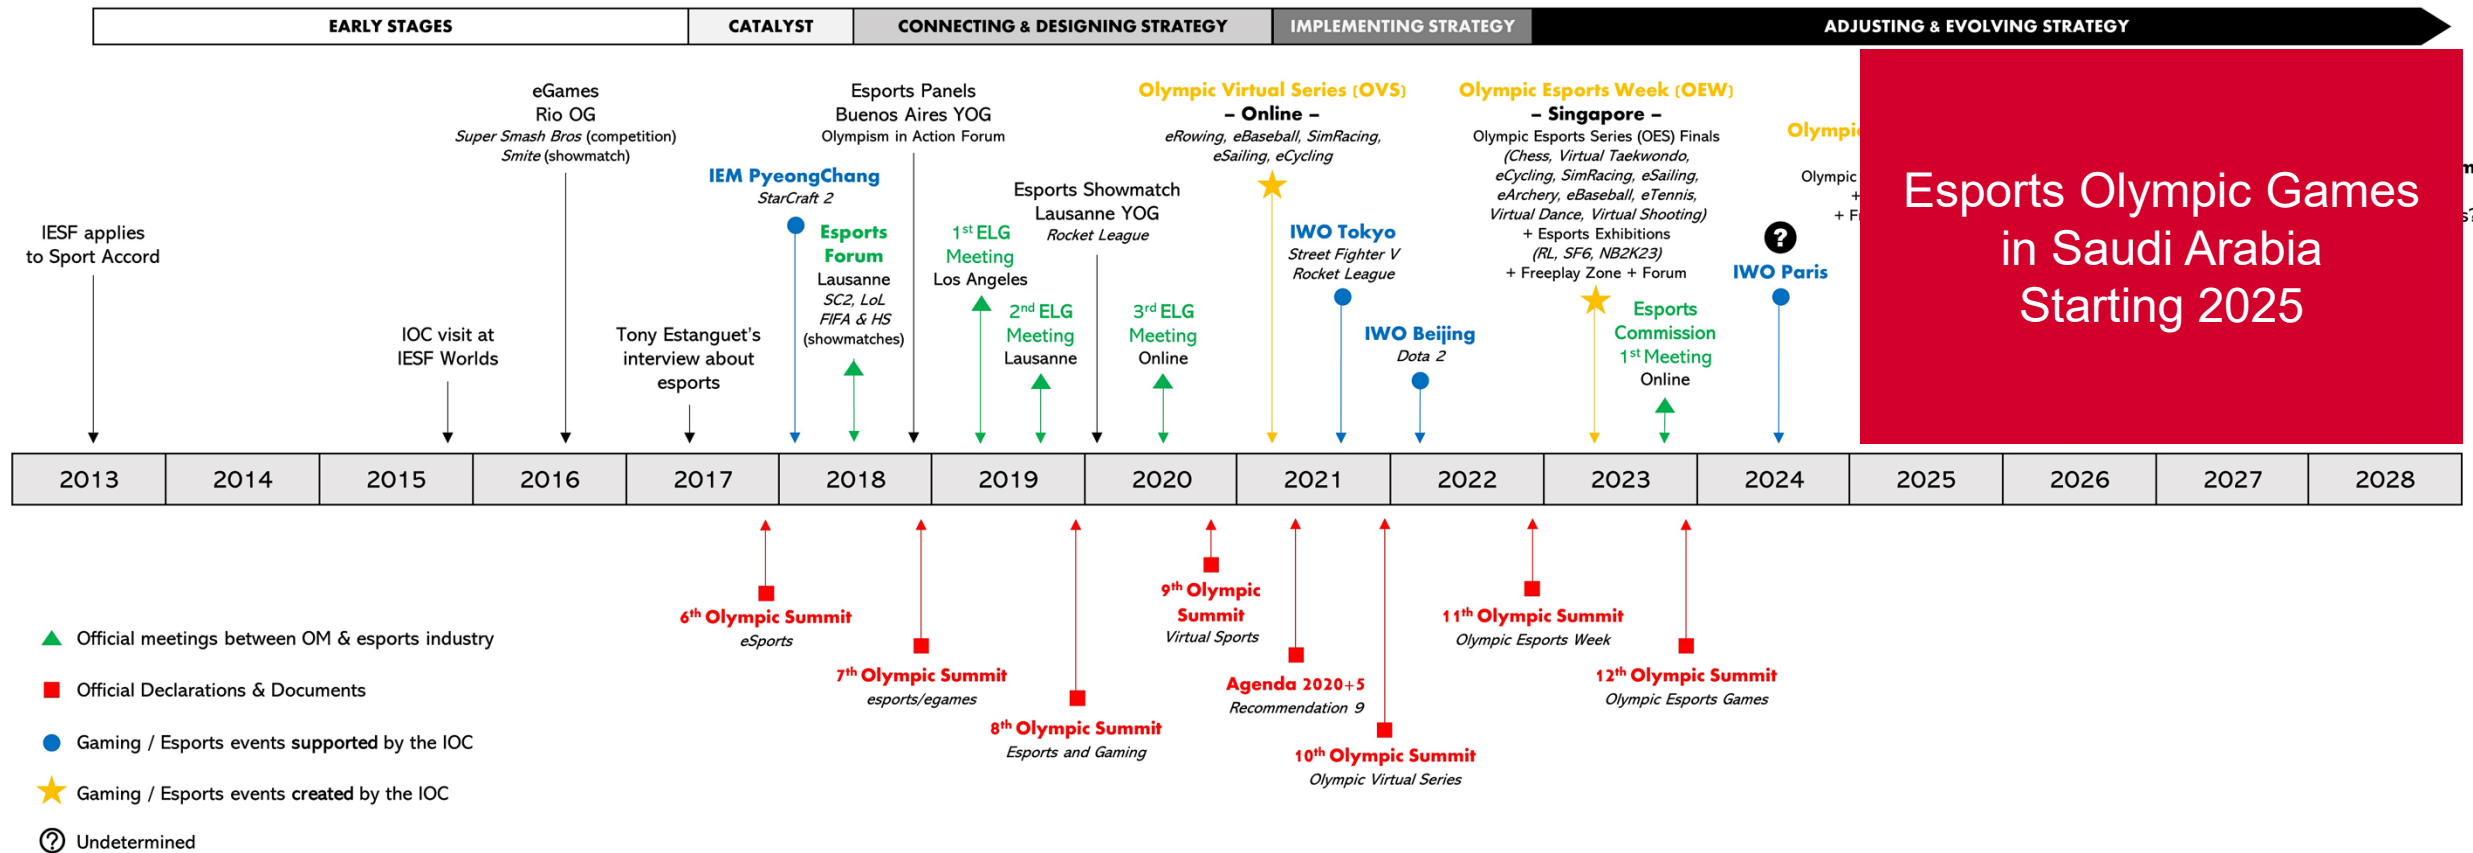 EARLY STAGES
CATALYST
CONNECTING & DESIGNING STRATEGY
IMPLEMENTING STRATEGY
ADJUSTING & EVOLVING STRATEGY
IESF applies
to Sport Accord
IOC visit at
IESF Worlds
eGames
Rio OG
Super Smash Bros (competition)
Smite (showmatch)
Tony Estanguet's
interview about
esports
IEM PyeongChang
StarCraft 2
Esports
Forum
Lausanne
SC2, LoL
FIFA & HS
(showmatches)
Esports Panels
Buenos Aires YOG
Olympism in Action Forum
1st ELG
Meeting
Los Angeles
2nd ELG
Meeting
Lausanne
Esports Showmatch
Lausanne YOG
Rocket League
3rd ELG
Meeting
Online
Olympic Virtual Series (OVS)
– Online –
eRowing, eBaseball, SimRacing,
eSailing, eCycling
IWO Tokyo
Street Fighter V
Rocket League
IWO Beijing
Dota 2
Olympic Esports Week (OEW)
– Singapore –
Olympic Esports Series (OES) Finals
(Chess, Virtual Taekwondo,
eCycling, SimRacing, eSailing,
eArchery, eBaseball, eTennis,
Virtual Dance, Virtual Shooting)
+ Esports Exhibitions
(RL, SF6, NB2K23)
+ Freeplay Zone + Forum
Esports
Commission
1st Meeting
Online
?
IWO Paris
Olympic
+
+
Esports Olympic Games
in Saudi Arabia
Starting 2025
2013
2014
2015
2016
2017
2018
2019
2020
2021
2022
2023
2024
2025
2026
2027
2028
6th Olympic Summit
eSports
7th Olympic Summit
esports/egames
8th Olympic Summit
Esports and Gaming
9th Olympic
Summit
Virtual Sports
Agenda 2020+5
Recommendation 9
10th Olympic Summit
Olympic Virtual Series
11th Olympic Summit
Olympic Esports Week
12th Olympic Summit
Olympic Esports Games
Official meetings between OM & esports industry
Official Declarations & Documents
Gaming / Esports events supported by the IOC
Gaming / Esports events created by the IOC
? Undetermined